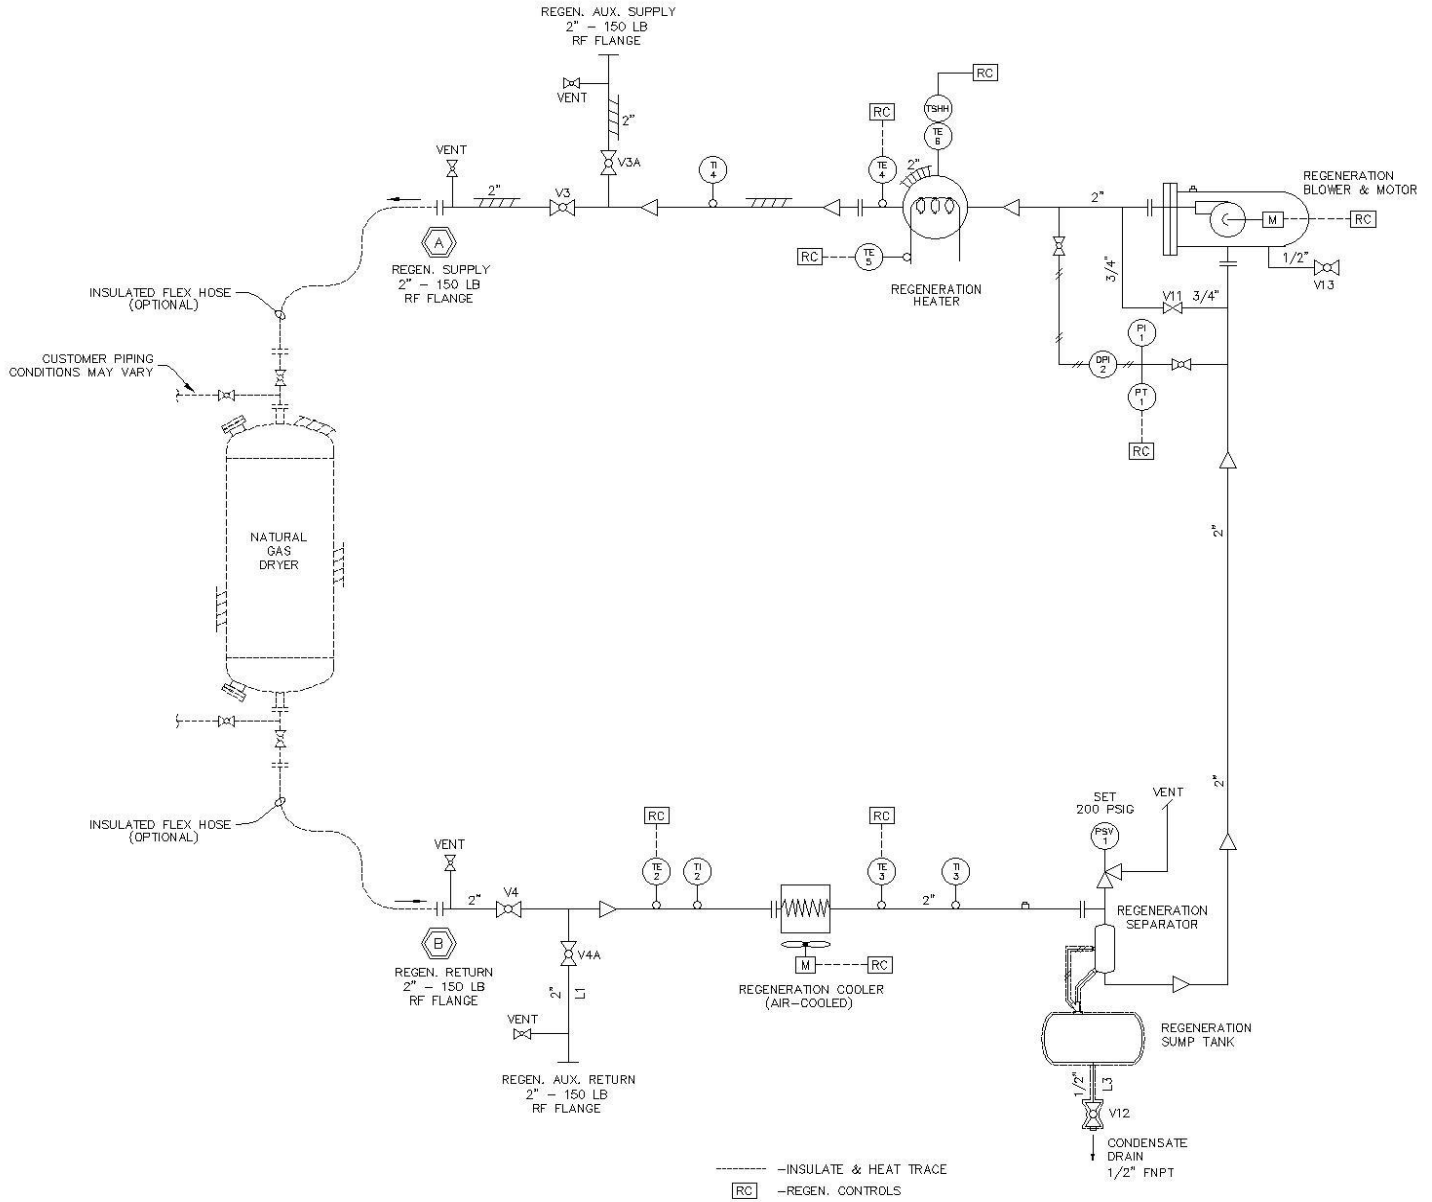 REGEN. AUX. SUPPLY
2" - 150 LB
RF FLANGE
VENT
2"
V3A
VENT
2"
V3
TI
4
RC
TE
4
2"
TSHH
TE
6
RC
2"
REGENERATION
BLOWER & MOTOR
M
RC
1/2"
V13
A
REGEN. SUPPLY
2" - 150 LB
RF FLANGE
RC
TE
5
REGENERATION
HEATER
3/4"
V11
3/4"
INSULATED FLEX HOSE
(OPTIONAL)
PI
1
DPI
2
PT
1
RC
CUSTOMER PIPING
CONDITIONS MAY VARY
NATURAL
GAS
DRYER
2"
2"
INSULATED FLEX HOSE
(OPTIONAL)
SET
200 PSIG
VENT
PSV
1
RC
TE
2
TI
2
RC
TE
3
TI
3
VENT
2"
V4
2"
REGENERATION
SEPARATOR
B
REGEN. RETURN
2" - 150 LB
RF FLANGE
V4A
2"
L1
M
RC
REGENERATION COOLER
(AIR-COOLED)
VENT
REGEN. AUX. RETURN
2" - 150 LB
RF FLANGE
REGENERATION
SUMP TANK
1/2"
L3
V12
CONDENSATE
DRAIN
1/2" FNPT
-INSULATE & HEAT TRACE
RC -REGEN. CONTROLS